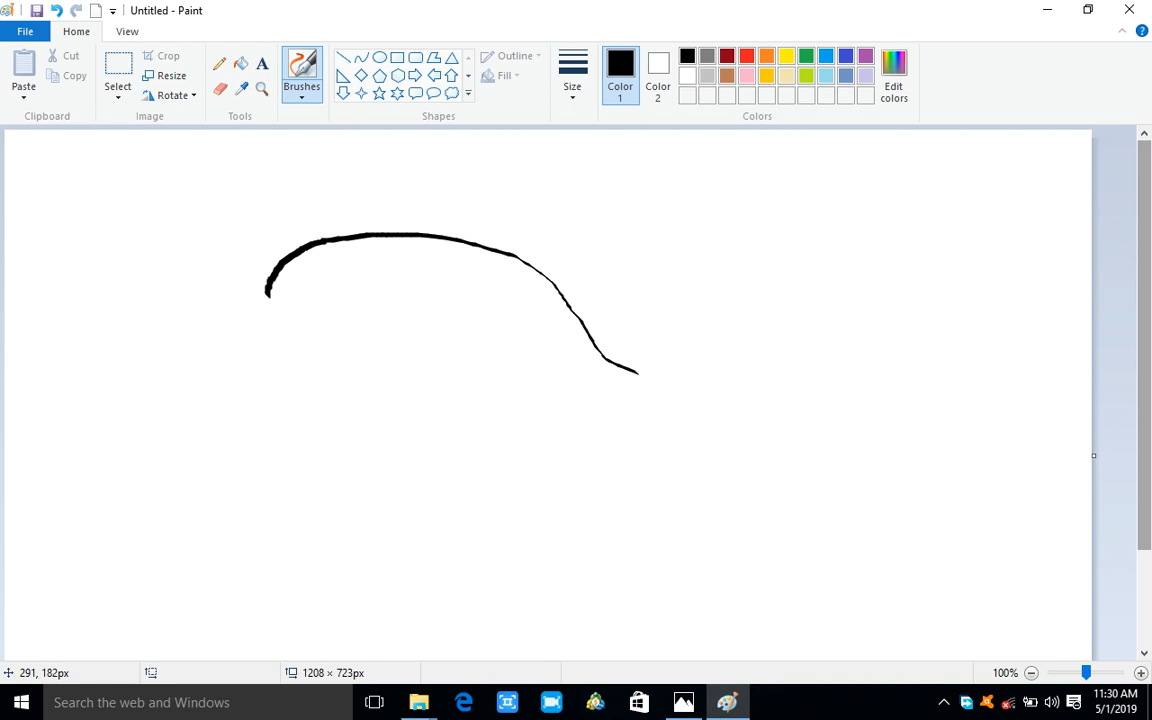 Untitled - Paint
File Home View
Paste Cut Copy
Clipboard
Select Crop Resize Rotate
Image
A
Tools
Brushes
Outline Fill
Shapes
Size
Color 1
Color 2
Edit colors
Colors
291, 182px
1208 × 723px
100%
Search the web and Windows
11:30 AM
5/1/2019